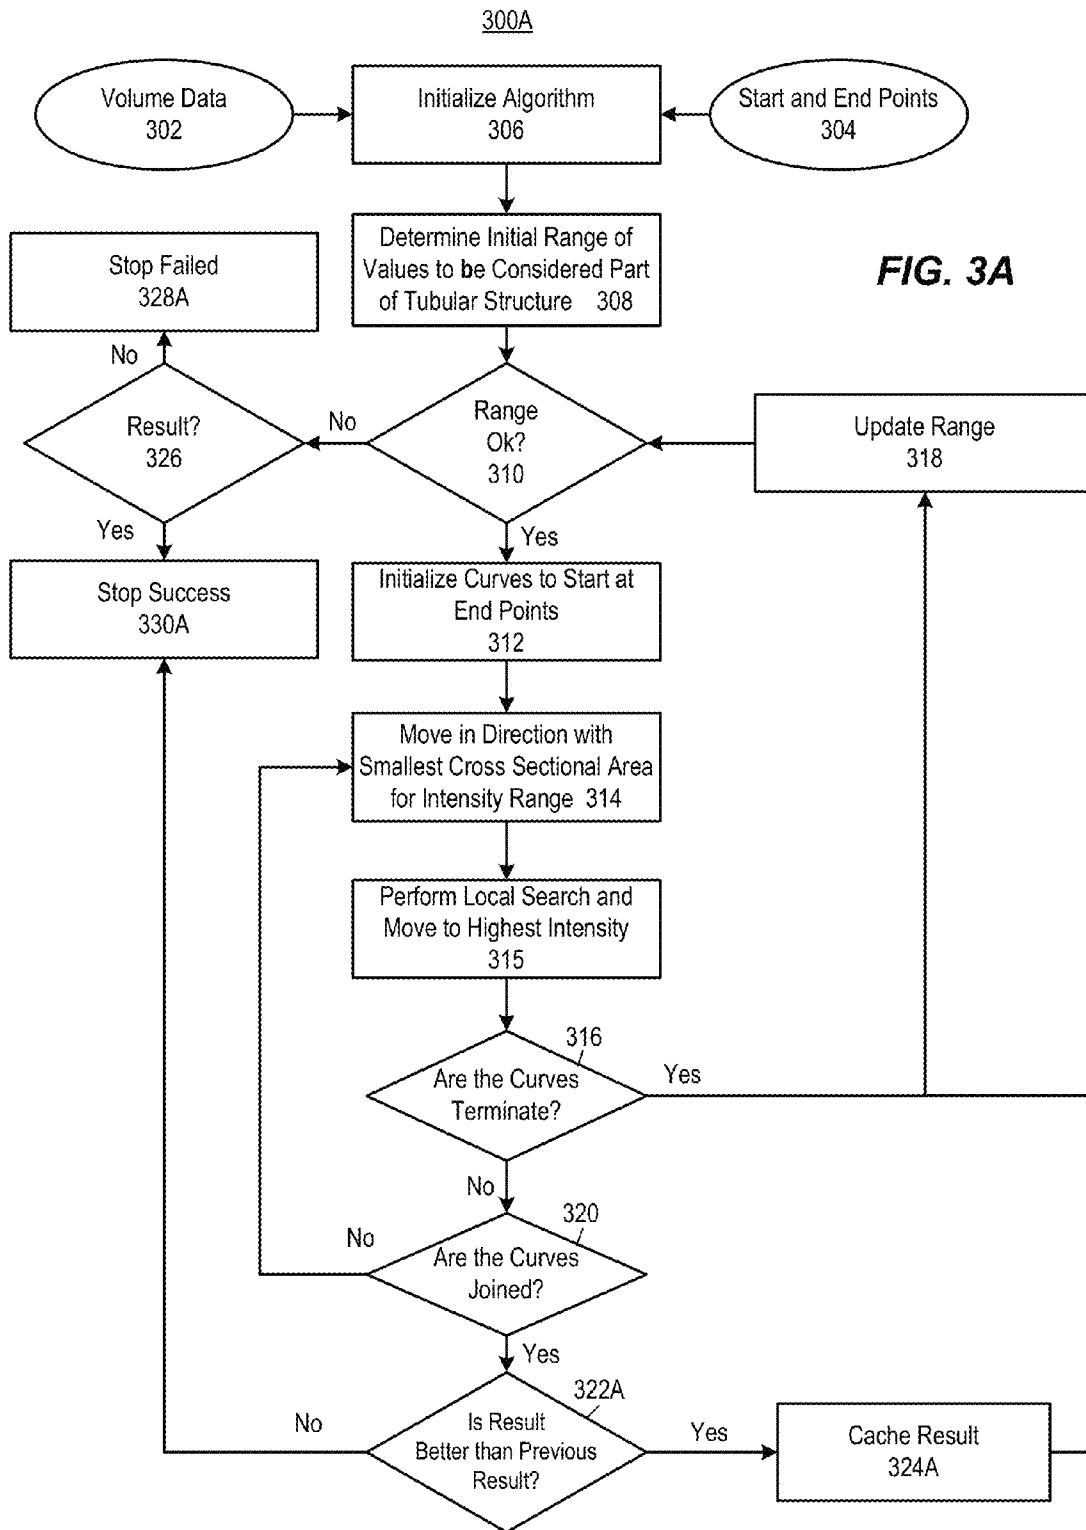 300A
Volume Data
302
Initialize Algorithm
306
Start and End Points
304
Determine Initial Range of
Values to be Considered Part
of Tubular Structure 308
FIG. 3A
Stop Failed
328A
No
Result?
326
No
Range
Ok?
310
Update Range
318
Yes
Yes
Stop Success
330A
Initialize Curves to Start at
End Points
312
Move in Direction with
Smallest Cross Sectional Area
for Intensity Range 314
Perform Local Search and
Move to Highest Intensity
315
316
Are the Curves
Terminate?
Yes
No
320
No
Are the Curves
Joined?
Yes
322A
No
Is Result
Better than Previous
Result?
Yes
Cache Result
324A